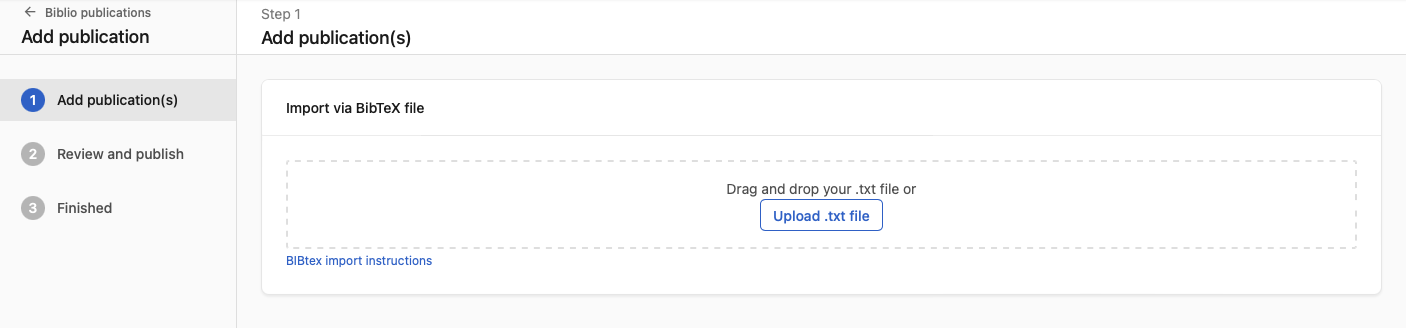 Biblio publications
Add publication
1 Add publication(s)
2 Review and publish
3 Finished
Step 1
Add publication(s)
Import via BibTeX file
Drag and drop your .txt file or
Upload .txt file
BIBtex import instructions